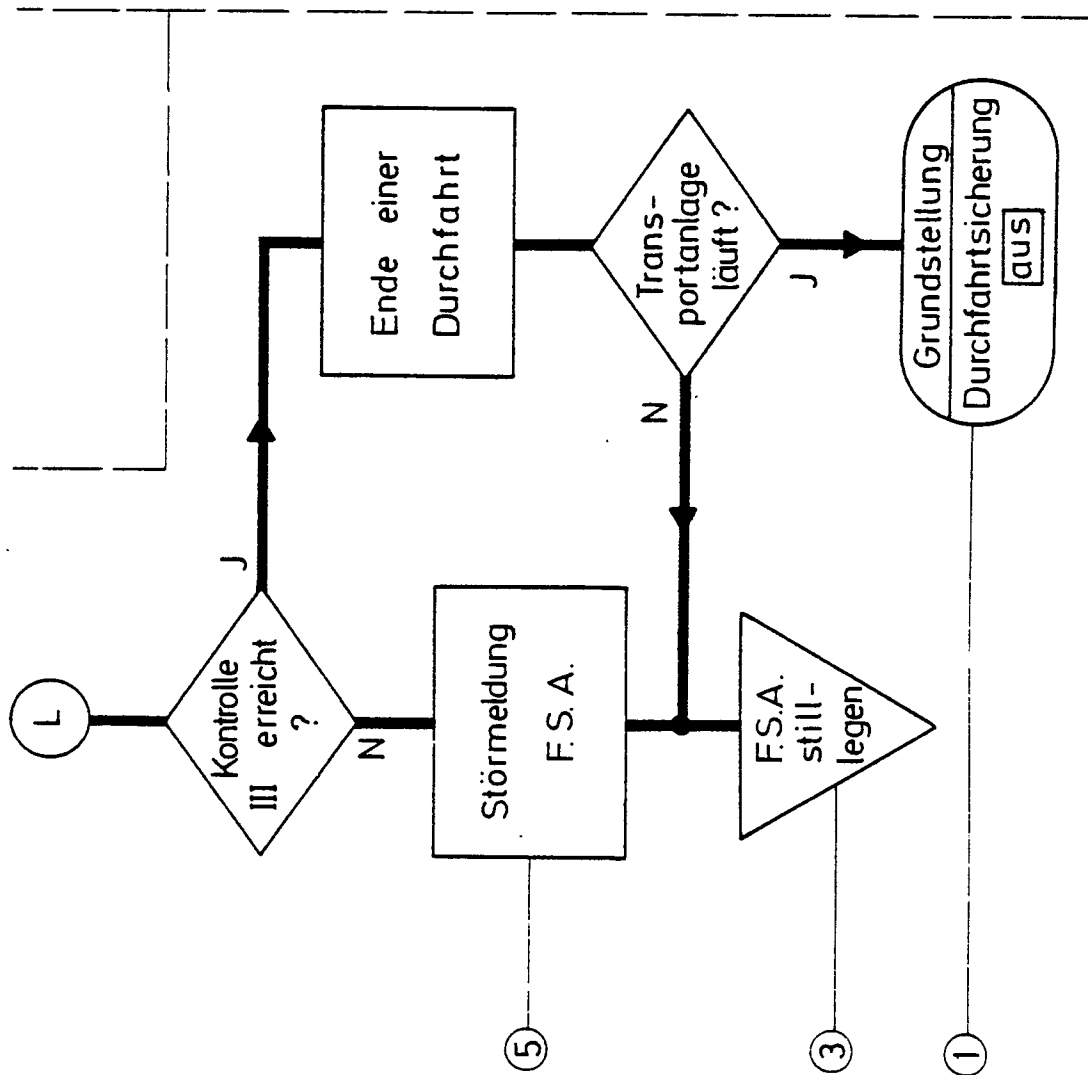 L
Kontrolle
III erreicht
?
J
N
Ende einer
Durchfahrt
Störmeldung
F. S. A.
Trans-
portanlage
läuft ?
N
J
F.S.A.
still-
legen
Grundstellung
Durchfahrtsicherung
aus
5
3
1